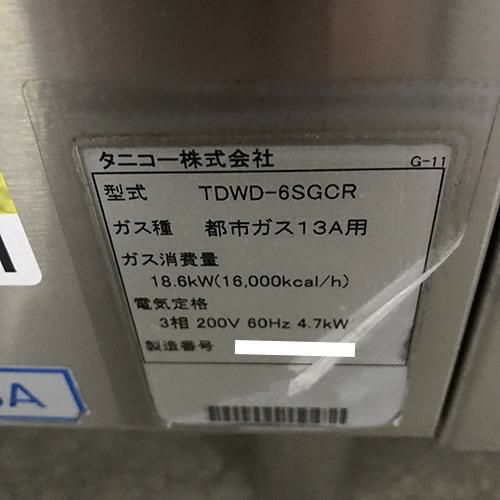 タニコー株式会社
G-11
型式 TDWD-6SGCR
ガス種 都市ガス13A用
ガス消費量
18.6kW(16,000kcal/h)
電気定格
3相 200V 60Hz 4.7kW
製造番号
A